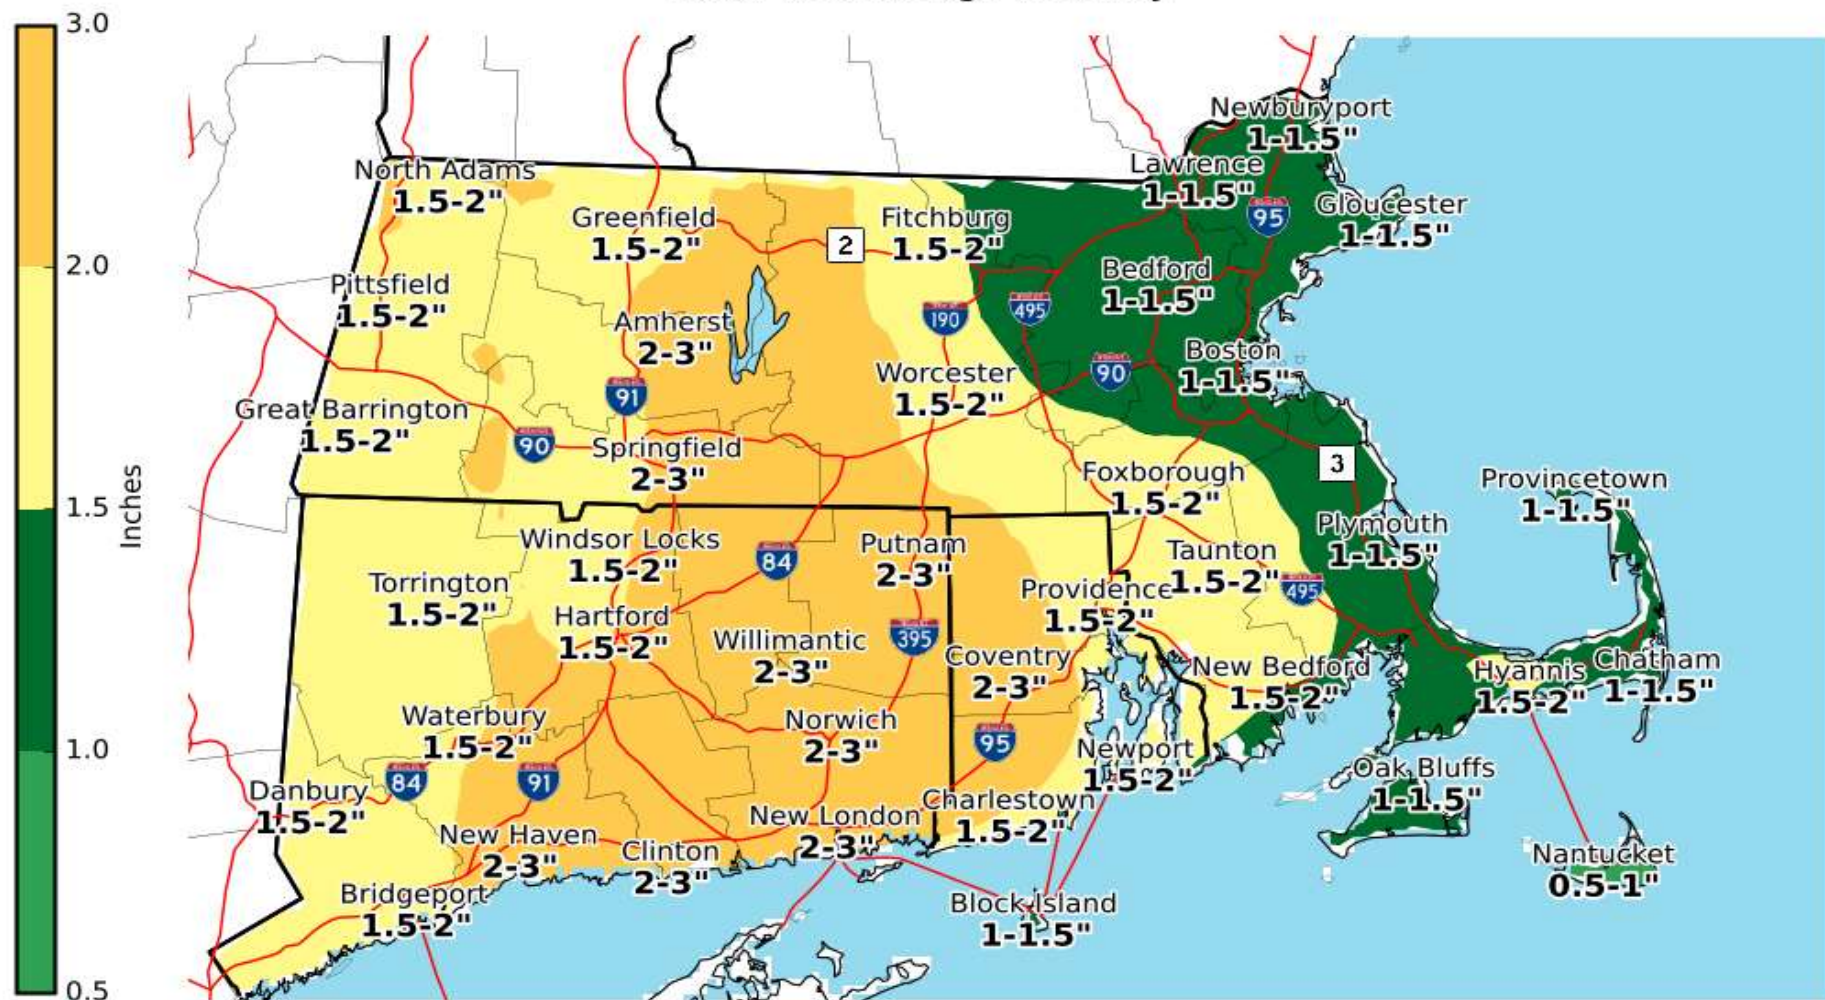 3.0
2.0
1.5
1.0
0.5
Inches
Newburyport
1-1.5"
Lawrence
1-1.5"
North Adams
1.5-2"
95
Gloucester
1-1.5"
Greenfield
1.5-2"
2
Fitchburg
1.5-2"
Bedford
1-1.5"
Pittsfield
1.5-2"
190
495
Amherst
2-3"
Boston
1-1.5"
90
Worcester
1.5-2"
91
Great Barrington
1.5-2"
90
Springfield
2-3"
3
Foxborough
1.5-2"
Provincetown
1-1.5"
Plymouth
1-1.5"
Windsor Locks
1.5-2"
84
Putnam
2-3"
Taunton
1.5-2"
495
Torrington
1.5-2"
Providence
1.5-2"
Hartford
1.5-2"
395
Willimantic
2-3"
Coventry
2-3"
New Bedford
1.5-2"
Hyannis
1.5-2"
Chatham
1-1.5"
Waterbury
1.5-2"
Norwich
2-3"
95
Newport
1.5-2"
84
91
Oak Bluffs
1-1.5"
Danbury
1.5-2"
Charlestown
1.5-2"
New London
2-3"
New Haven
2-3"
Clinton
2-3"
Nantucket
0.5-1"
Bridgeport
1.5-2"
Block Island
1-1.5"